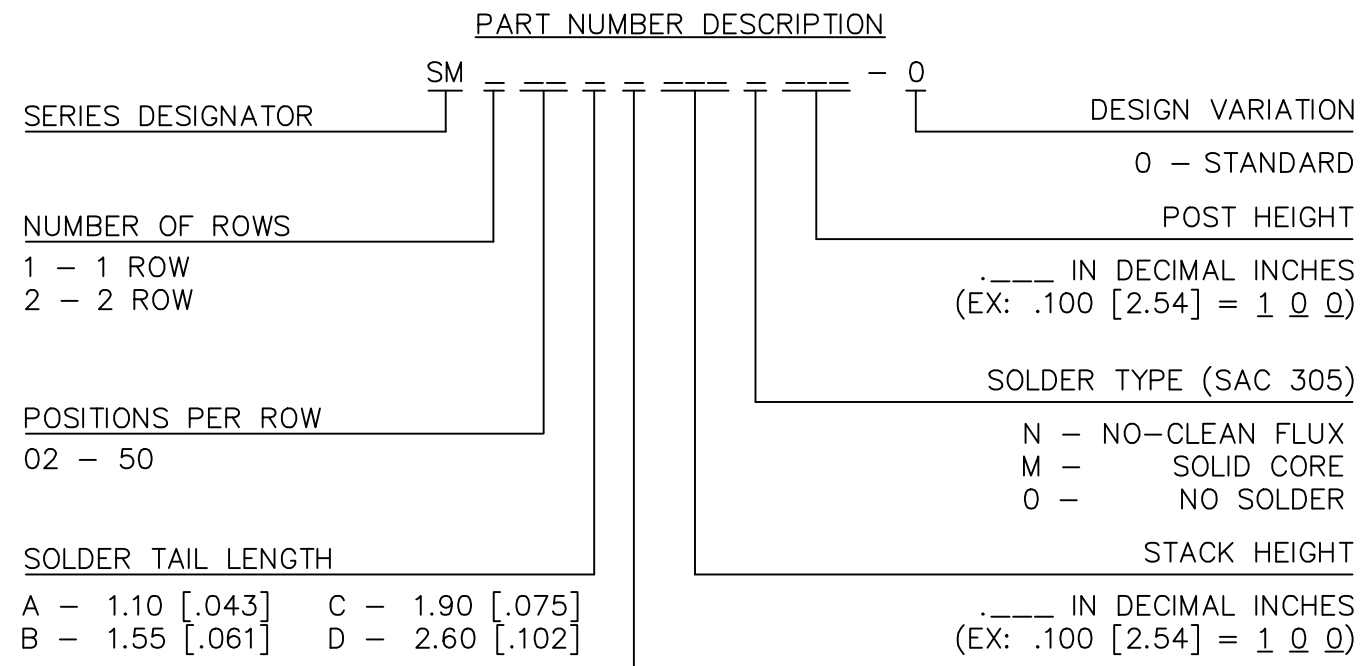 PART NUMBER DESCRIPTION
SM _ __ _ _ ___ _ ___ - 0
SERIES DESIGNATOR
NUMBER OF ROWS
1 - 1 ROW
2 - 2 ROW
POSITIONS PER ROW
02 - 50
SOLDER TAIL LENGTH
A - 1.10 [.043] C - 1.90 [.075]
B - 1.55 [.061] D - 2.60 [.102]
DESIGN VARIATION
0 - STANDARD
POST HEIGHT
.___ IN DECIMAL INCHES
(EX: .100 [2.54] = 1 0 0)
SOLDER TYPE (SAC 305)
N - NO-CLEAN FLUX
M - SOLID CORE
0 - NO SOLDER
STACK HEIGHT
.___ IN DECIMAL INCHES
(EX: .100 [2.54] = 1 0 0)